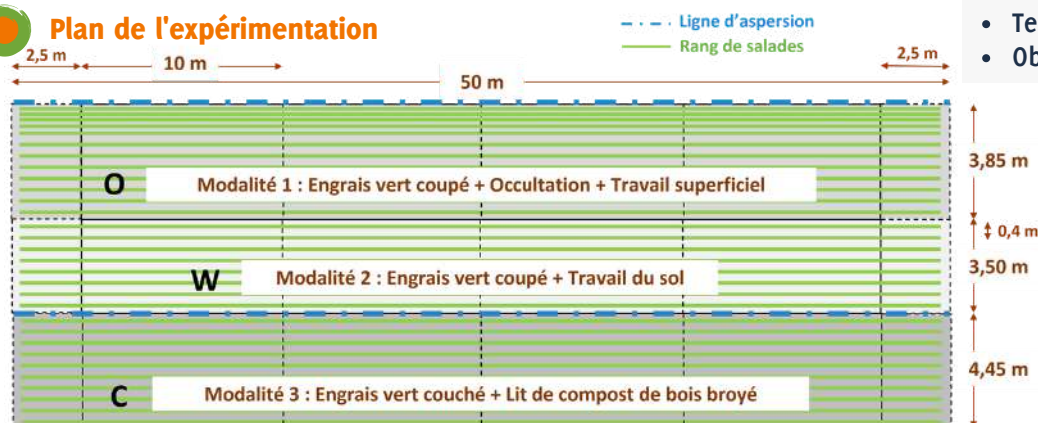 Plan de l'expérimentation
Ligne d'aspersion
Rang de salades
• Te
• Ob
2,5 m
10 m
2,5 m
50 m
3,85 m
O
Modalité 1 : Engrais vert coupé + Occultation + Travail superficiel
0,4 m
W
Modalité 2 : Engrais vert coupé + Travail du sol
3,50 m
4,45 m
C
Modalité 3 : Engrais vert couché + Lit de compost de bois broyé